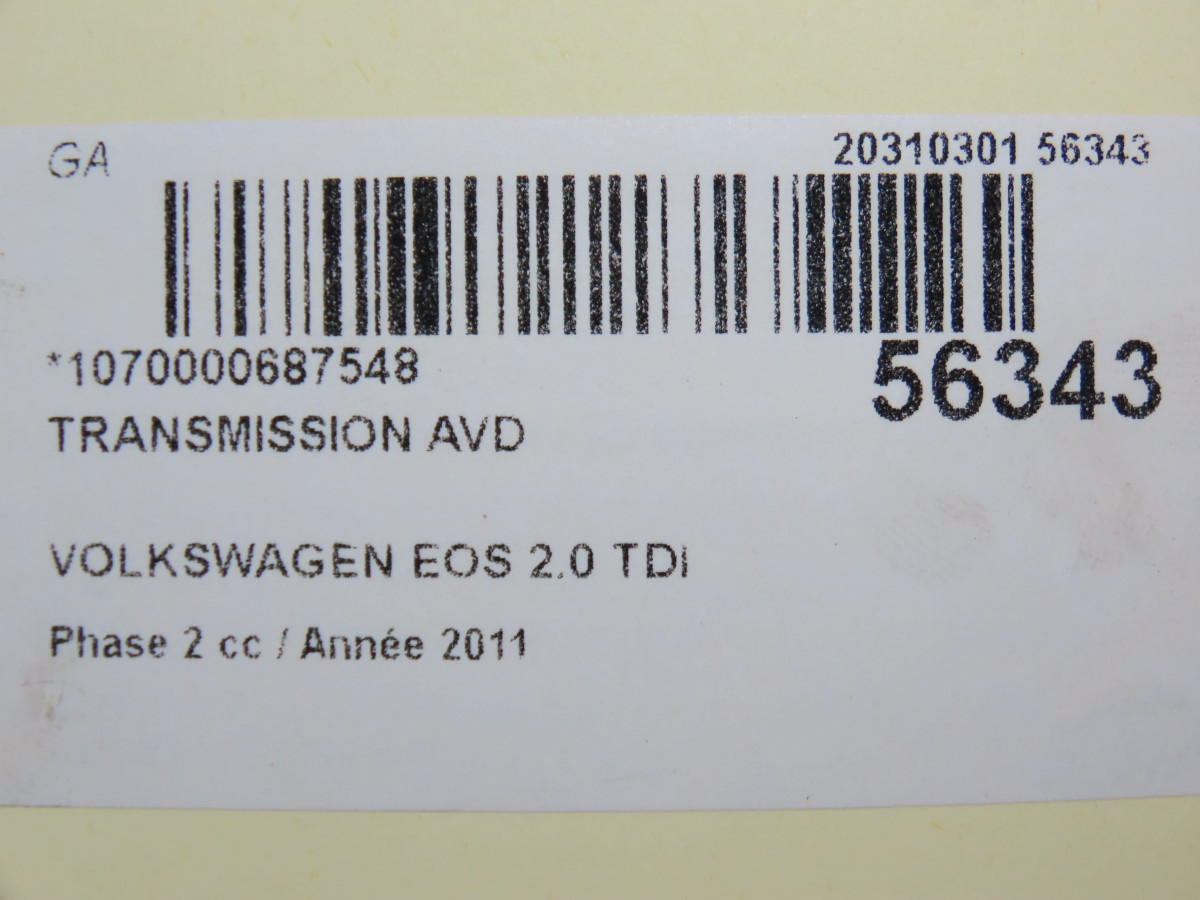 GA
20310301 56343
*1070000687548
56343
TRANSMISSION AVD
VOLKSWAGEN EOS 2.0 TDI
Phase 2 cc / Année 2011